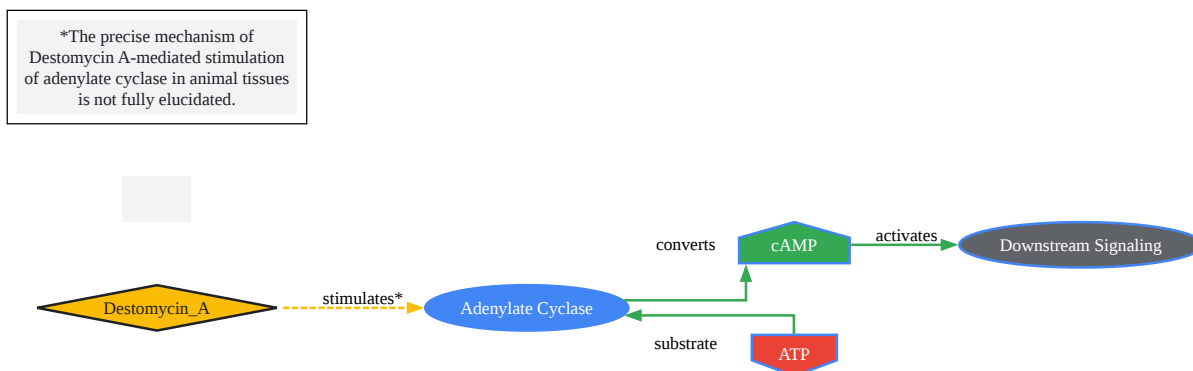 *The precise mechanism of
Destomycin A-mediated stimulation
of adenylate cyclase in animal tissues
is not fully elucidated.
converts
cAMP
activates
Downstream Signaling
Destomycin_A
stimulates*
Adenylate Cyclase
substrate
ATP